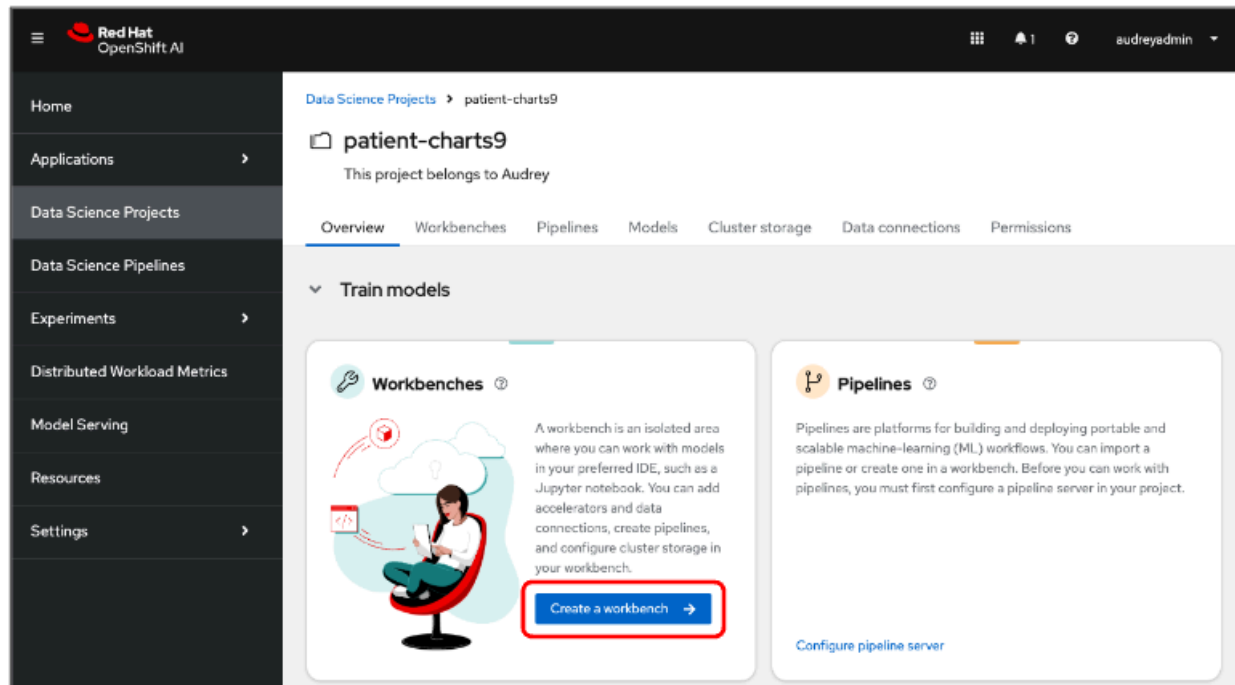 Red Hat
OpenShift AI
1
audreyadmin
Home
Applications
Data Science Projects
Data Science Pipelines
Experiments
Distributed Workload Metrics
Model Serving
Resources
Settings
Data Science Projects > patient-charts9
patient-charts9
This project belongs to Audrey
Overview Workbenches Pipelines Models Cluster storage Data connections Permissions
Train models
Workbenches
A workbench is an isolated area
where you can work with models
in your preferred IDE, such as a
Jupyter notebook. You can add
accelerators and data
connections, create pipelines,
and configure cluster storage in
your workbench.
Create a workbench
Pipelines
Pipelines are platforms for building and deploying portable and
scalable machine-learning (ML) workflows. You can import a
pipeline or create one in a workbench. Before you can work with
pipelines, you must first configure a pipeline server in your project.
Configure pipeline server